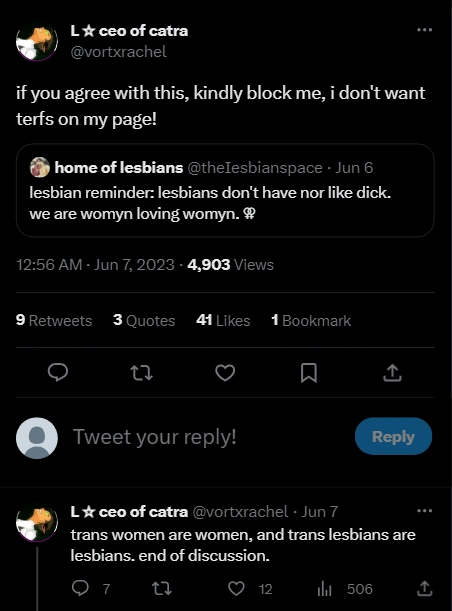 L☆ceo of catra
@vortxrachel
if you agree with this, kindly block me, i don't want
terfs on my page!
home of lesbians @theIesbianspace · Jun 6
lesbian reminder: lesbians don't have nor like dick.
we are womyn loving womyn. ⚢
12:56 AM · Jun 7, 2023 · 4,903 Views
9 Retweets 3 Quotes 41 Likes 1 Bookmark
Tweet your reply!
Reply
L☆ceo of catra @vortxrachel · Jun 7
trans women are women, and trans lesbians are
lesbians. end of discussion.
7 12 506